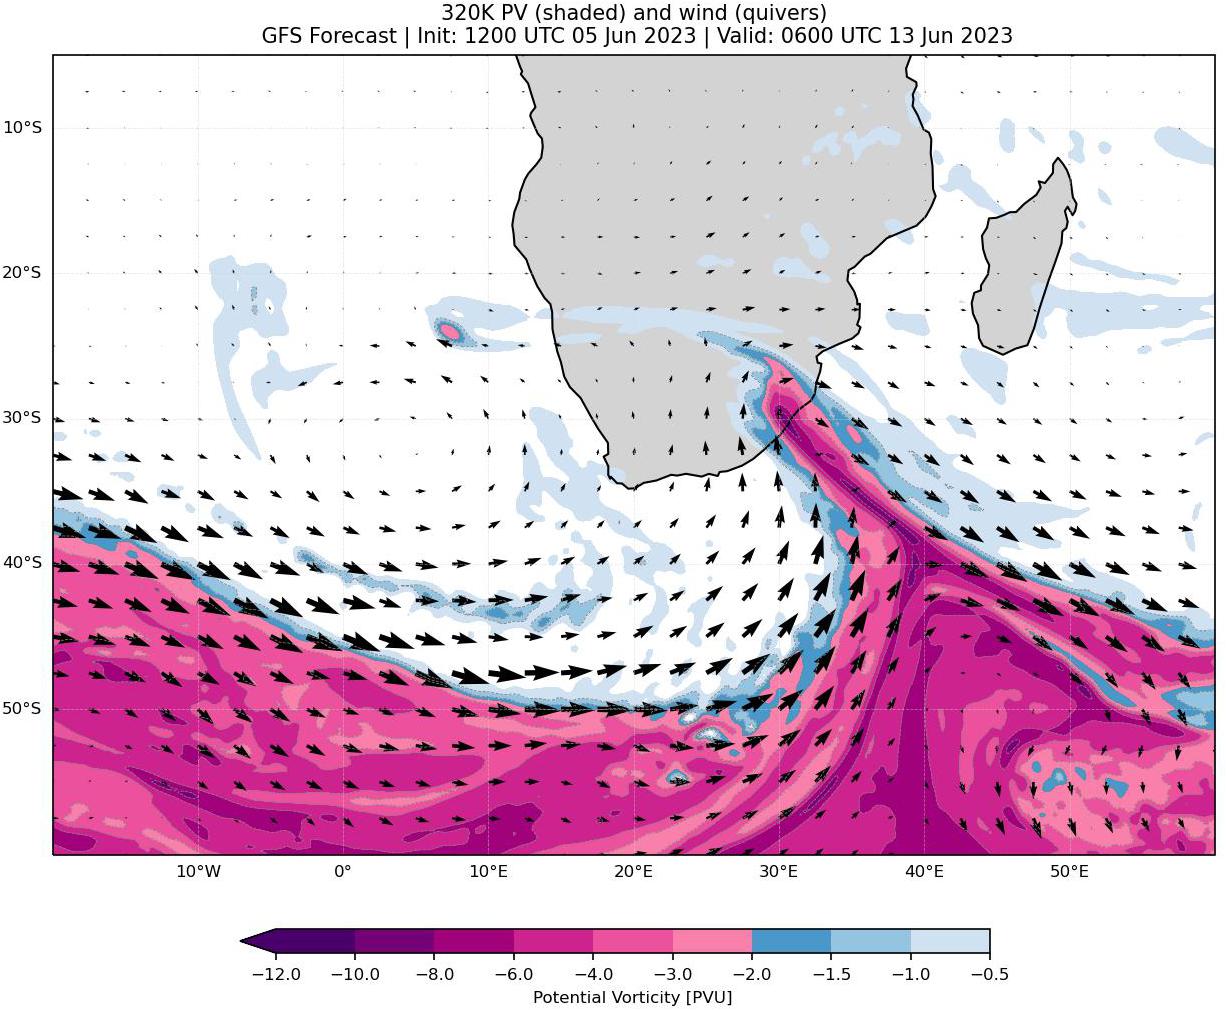 320K PV (shaded) and wind (quivers)
GFS Forecast | Init: 1200 UTC 05 Jun 2023 | Valid: 0600 UTC 13 Jun 2023
10°S
20°S
30°S
40°S
50°S
10°W
0°
10°E
20°E
30°E
40°E
50°E
−12.0
−10.0
−8.0
−6.0
−4.0
−3.0
−2.0
−1.5
−1.0
−0.5
Potential Vorticity [PVU]